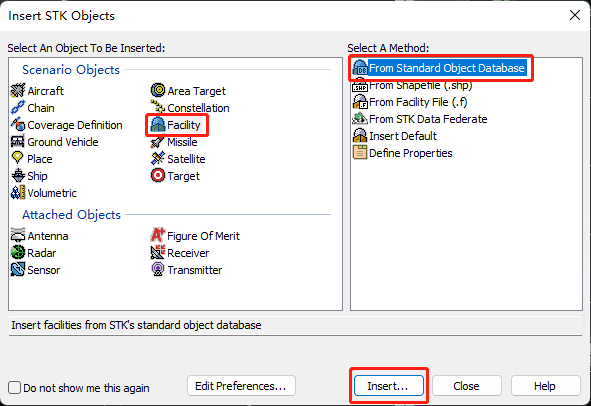 Insert STK Objects
Select An Object To Be Inserted:
Scenario Objects
Aircraft
Area Target
Chain
Constellation
Coverage Definition
Facility
Ground Vehicle
Missile
Place
Satellite
Ship
Target
Volumetric
Attached Objects
Antenna
Figure Of Merit
Radar
Receiver
Sensor
Transmitter
Select A Method:
From Standard Object Database
From Shapefile (.shp)
From Facility File (.f)
From STK Data Federate
Insert Default
Define Properties
Insert facilities from STK's standard object database
Do not show me this again
Edit Preferences...
Insert...
Close
Help